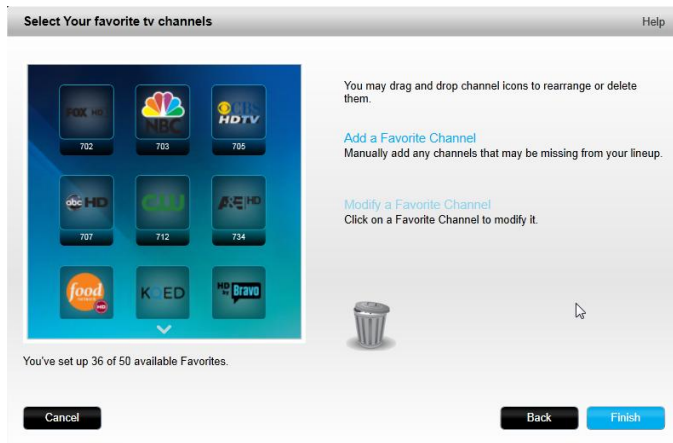 Select Your favorite tv channels
Help
FOX HD
NBC
CBS
HDTV
702
703
705
abc HD
CW
A&E HD
707
712
734
food
network
HD
KQED
HD by Bravo
You may drag and drop channel icons to rearrange or delete
them.
Add a Favorite Channel
Manually add any channels that may be missing from your lineup.
Modify a Favorite Channel
Click on a Favorite Channel to modify it.
You've set up 36 of 50 available Favorites.
Cancel
Back
Finish